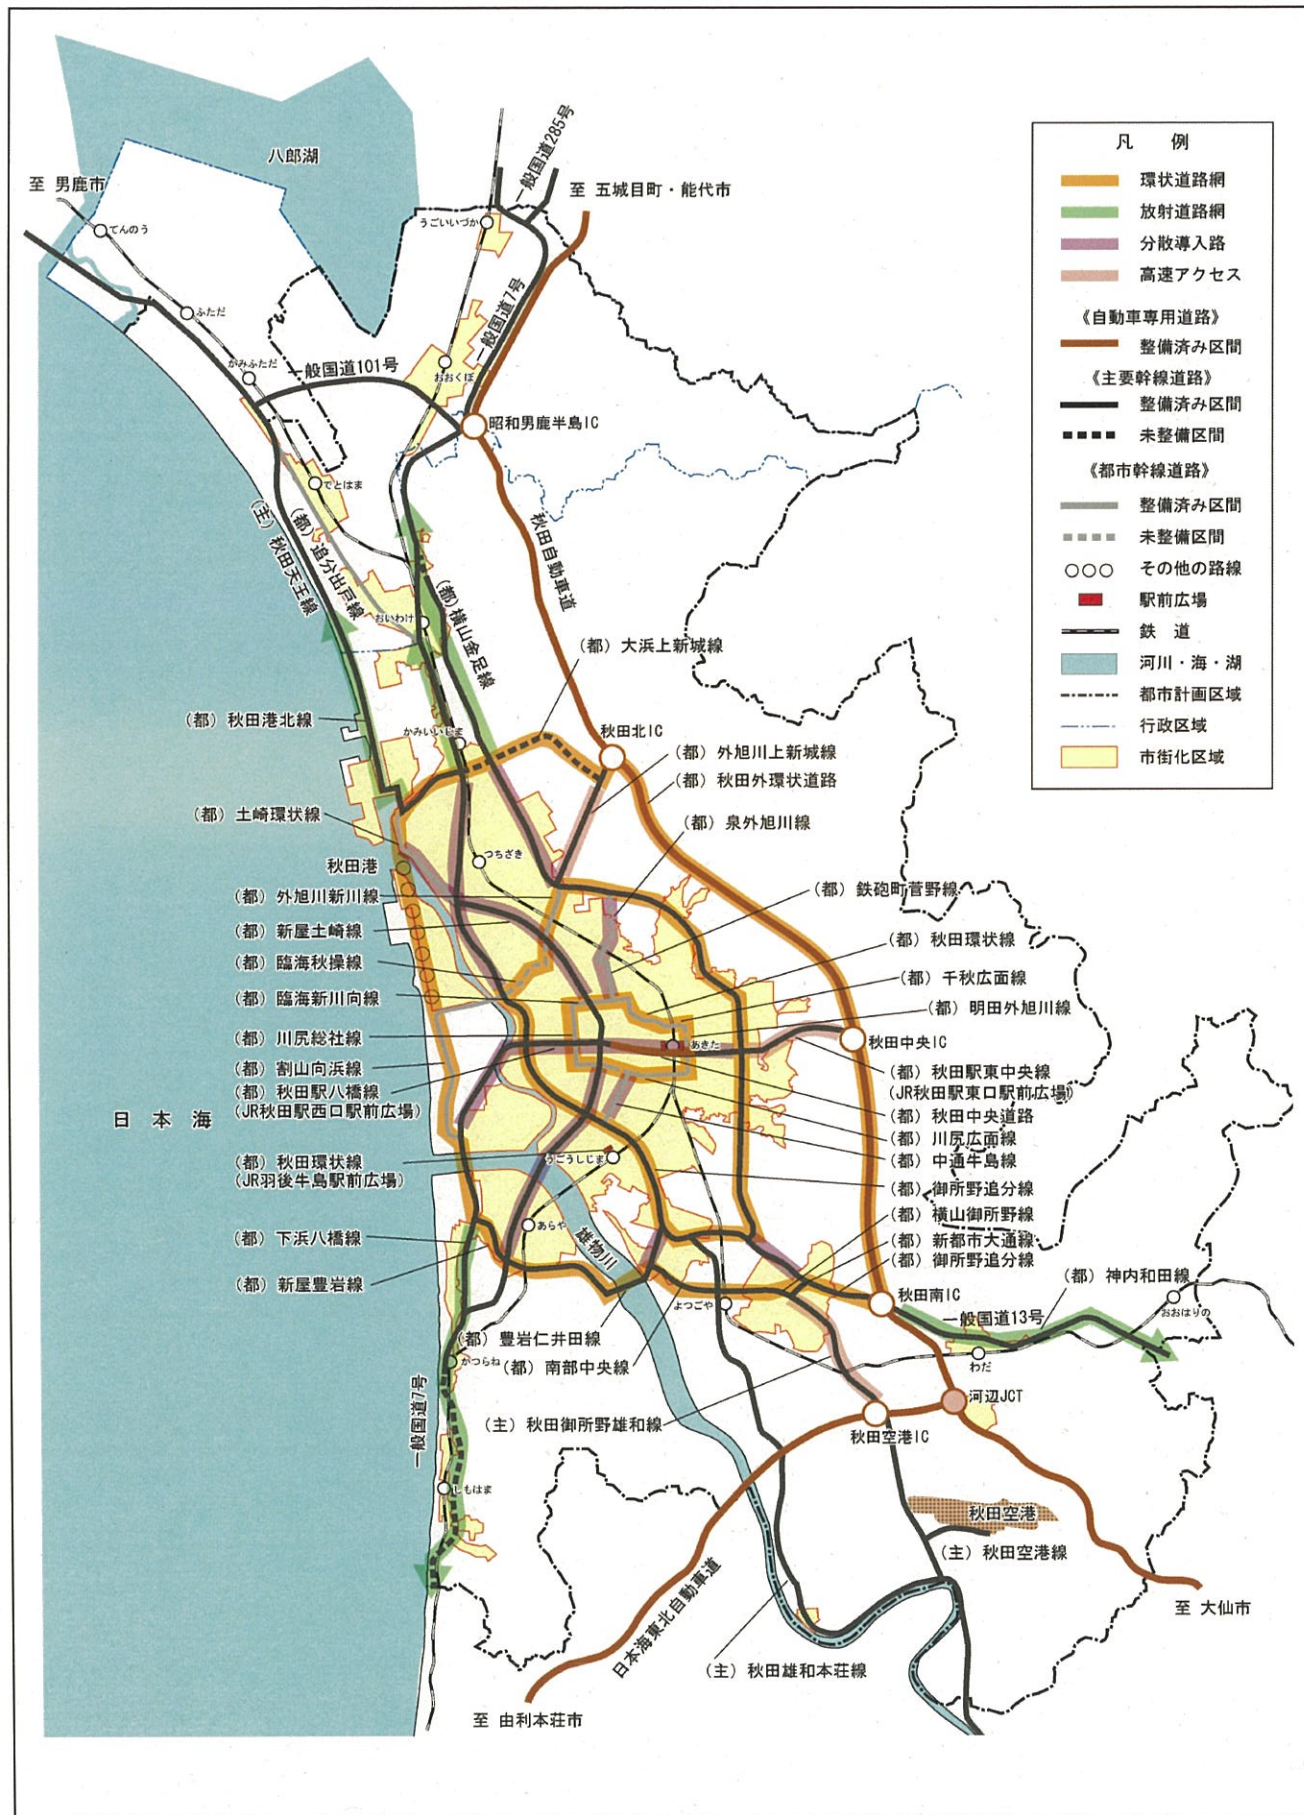 八郎湖
至 男鹿市
一般国道285号
至 五城目町・能代市
てんのう
うごいいづか
ふただ
一般国道7号
かみふただ
一般国道101号
おおくぼ
昭和男鹿半島IC
でとはま
(主)秋田天王線
(都)追分出戸線
秋田自動車道
おいわけ
(都)横山金足線
(都)大浜上新城線
(都)秋田港北線
かみいいじま
秋田北IC
(都)外旭川上新城線
(都)秋田外環状道路
(都)土崎環状線
(都)泉外旭川線
秋田港
つちざき
(都)外旭川新川線
(都)鉄砲町菅野線
(都)新屋土崎線
(都)秋田環状線
(都)臨海秋操線
(都)千秋広面線
(都)臨海新川向線
(都)明田外旭川線
(都)川尻総社線
あきた
秋田中央IC
(都)割山向浜線
(都)秋田駅東中央線
(JR秋田駅東口駅前広場)
(都)秋田駅八橋線
(JR秋田駅西口駅前広場)
日本海
(都)秋田中央道路
(都)川尻広面線
(都)中通牛島線
(都)秋田環状線
(JR羽後牛島駅前広場)
うごうしじま
(都)御所野追分線
(都)横山御所野線
あらや
(都)下浜八橋線
雄物川
(都)新都市大通線
(都)御所野追分線
(都)新屋豊岩線
(都)神内和田線
秋田南IC
よつごや
おおはりの
一般国道13号
(都)豊岩仁井田線
わだ
かつらね
(都)南部中央線
一般国道7号
河辺JCT
(主)秋田御所野雄和線
秋田空港IC
しもはま
秋田空港
(主)秋田空港線
日本海東北自動車道
至 大仙市
(主)秋田雄和本荘線
至 由利本荘市
凡 例
環状道路網
放射道路網
分散導入路
高速アクセス
《自動車専用道路》
整備済み区間
《主要幹線道路》
整備済み区間
未整備区間
《都市幹線道路》
整備済み区間
未整備区間
その他の路線
駅前広場
鉄 道
河川・海・湖
都市計画区域
行政区域
市街化区域